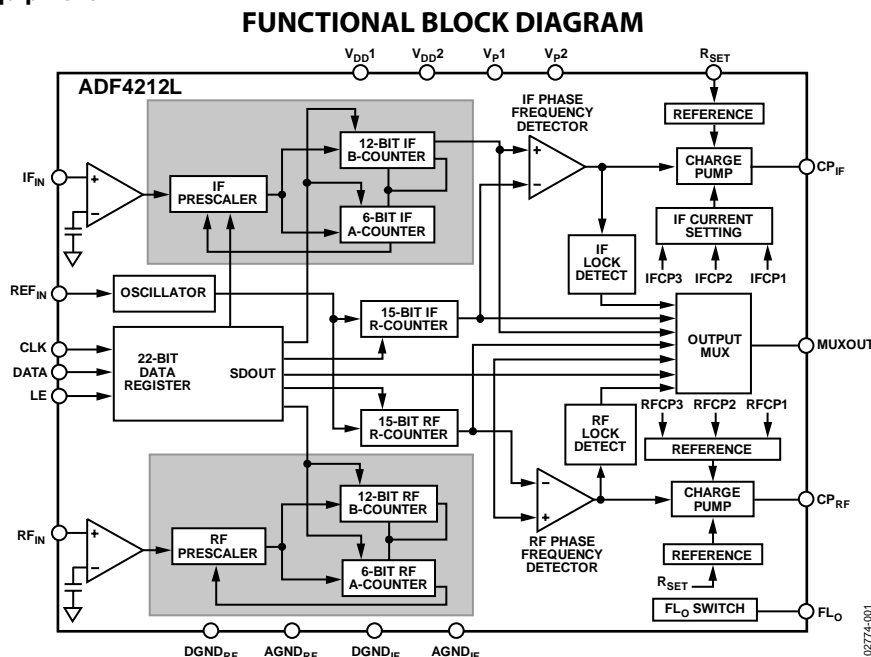 FUNCTIONAL BLOCK DIAGRAM
VDD1
VDD2
VP1
VP2
RSET
ADF4212L
IF PHASE
FREQUENCY
DETECTOR
REFERENCE
12-BIT IF
B-COUNTER
CHARGE
PUMP
CPIF
IFIN
IF
PRESCALER
6-BIT IF
A-COUNTER
IF CURRENT
SETTING
IF
LOCK
DETECT
IFCP3
IFCP2
IFCP1
REFIN
OSCILLATOR
15-BIT IF
R-COUNTER
OUTPUT
MUX
MUXOUT
CLK
DATA
LE
22-BIT
DATA
REGISTER
SDOUT
RFCP3
RFCP2
RFCP1
15-BIT RF
R-COUNTER
RF
LOCK
DETECT
REFERENCE
12-BIT RF
B-COUNTER
CHARGE
PUMP
CPRF
RFIN
RF
PRESCALER
6-BIT RF
A-COUNTER
RF PHASE
FREQUENCY
DETECTOR
REFERENCE
RSET
FLO SWITCH
FLO
DGNDRF
AGNDRF
DGNDIF
AGNDIF
02774-001